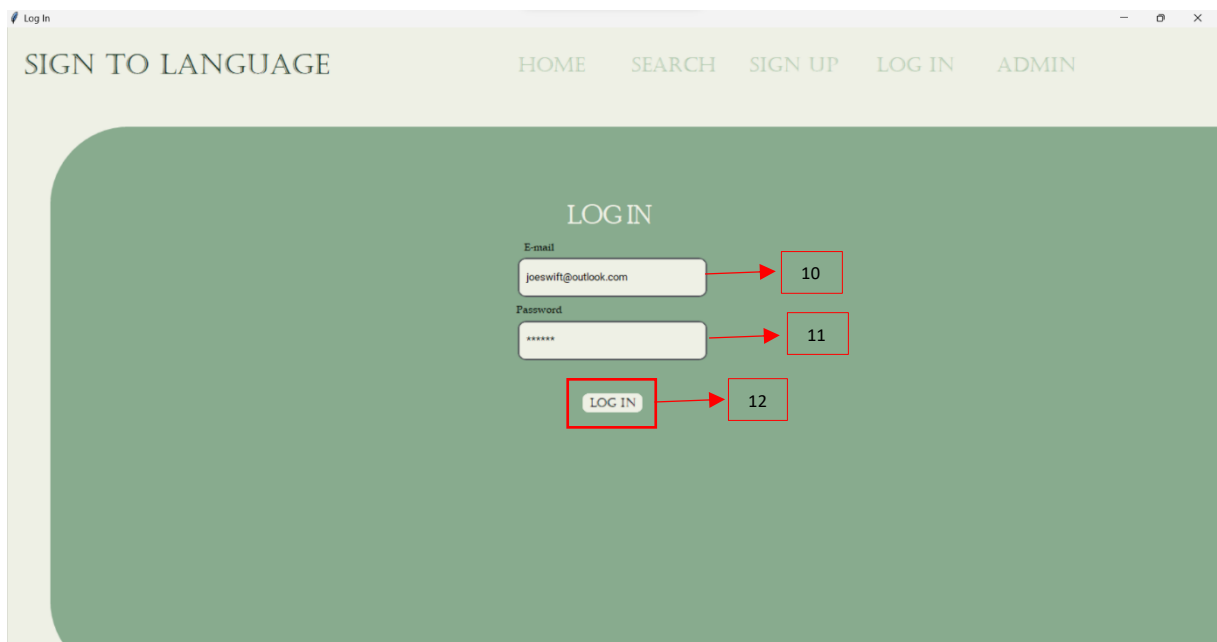 Log In
SIGN TO LANGUAGE HOME SEARCH SIGN UP LOG IN ADMIN
LOG IN
E-mail
joeswift@outlook.com 10
Password
****** 11
LOG IN 12